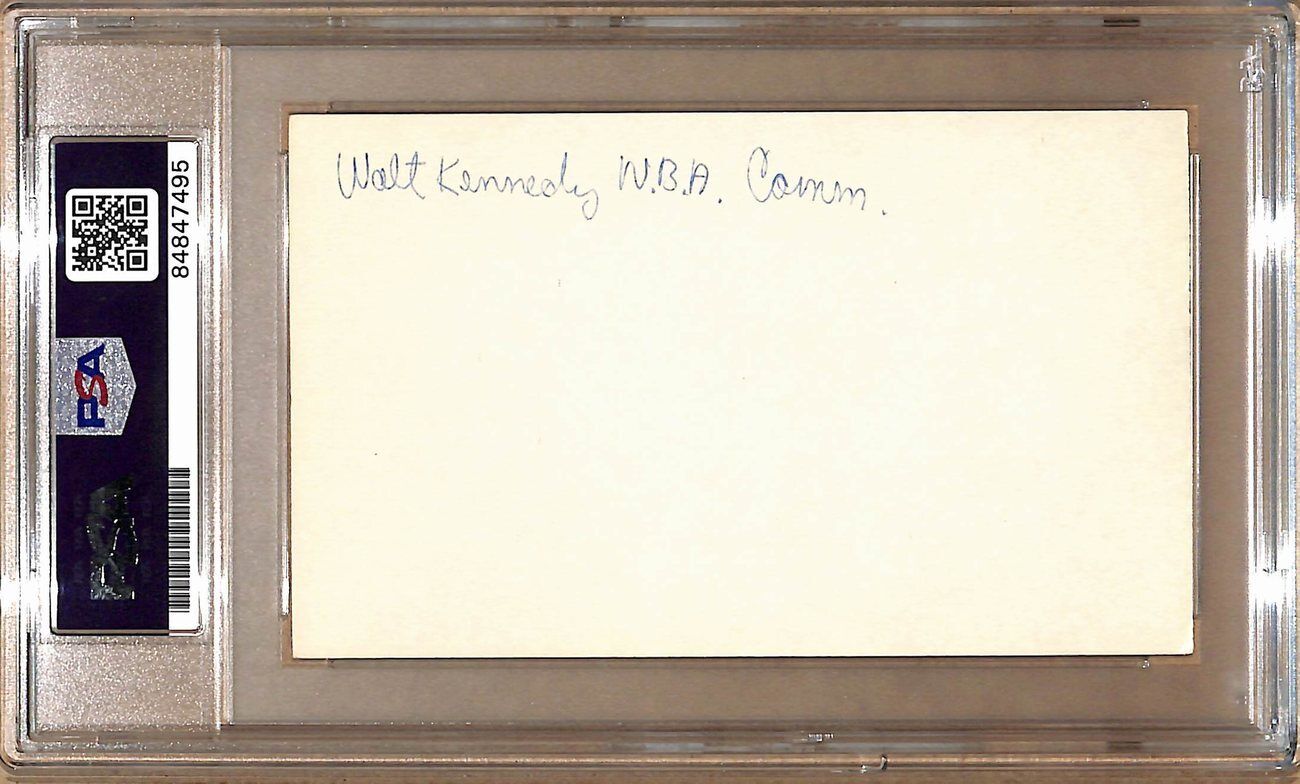 Walt Kennedy N.B.A. Comm.
84847495
PSA